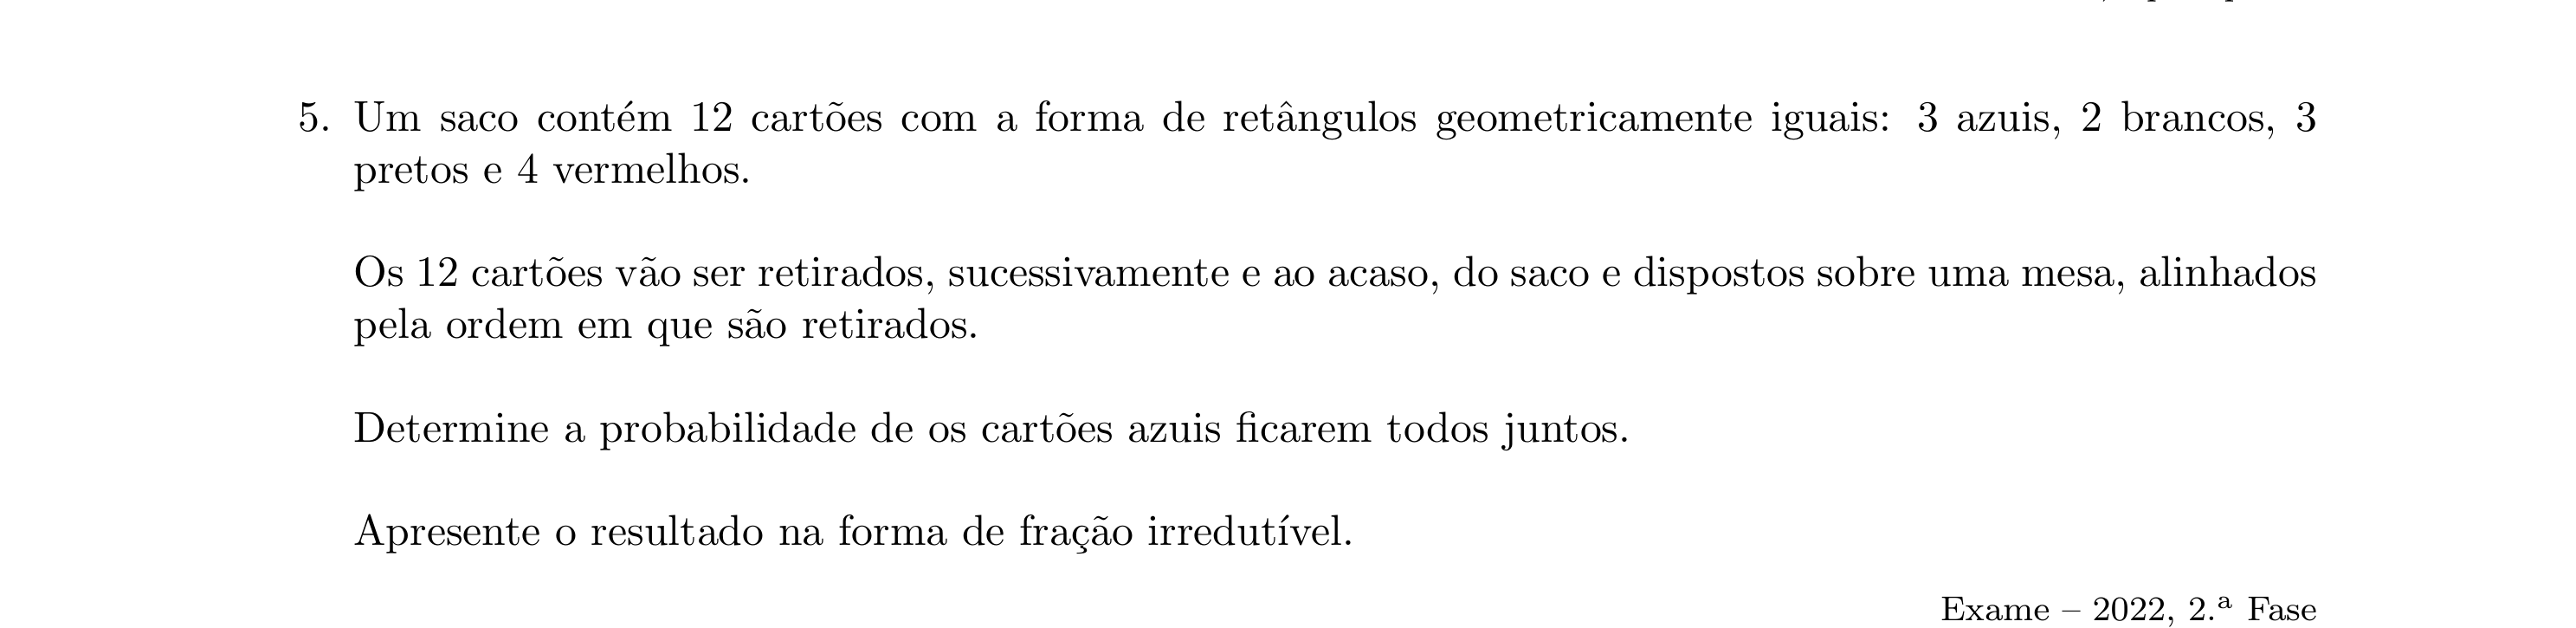 5. Um saco contém 12 cartões com a forma de retângulos geometricamente iguais: 3 azuis, 2 brancos, 3
pretos e 4 vermelhos.
Os 12 cartões vão ser retirados, sucessivamente e ao acaso, do saco e dispostos sobre uma mesa, alinhados
pela ordem em que são retirados.
Determine a probabilidade de os cartões azuis ficarem todos juntos.
Apresente o resultado na forma de fração irredutível.
Exame – 2022, 2.ª Fase